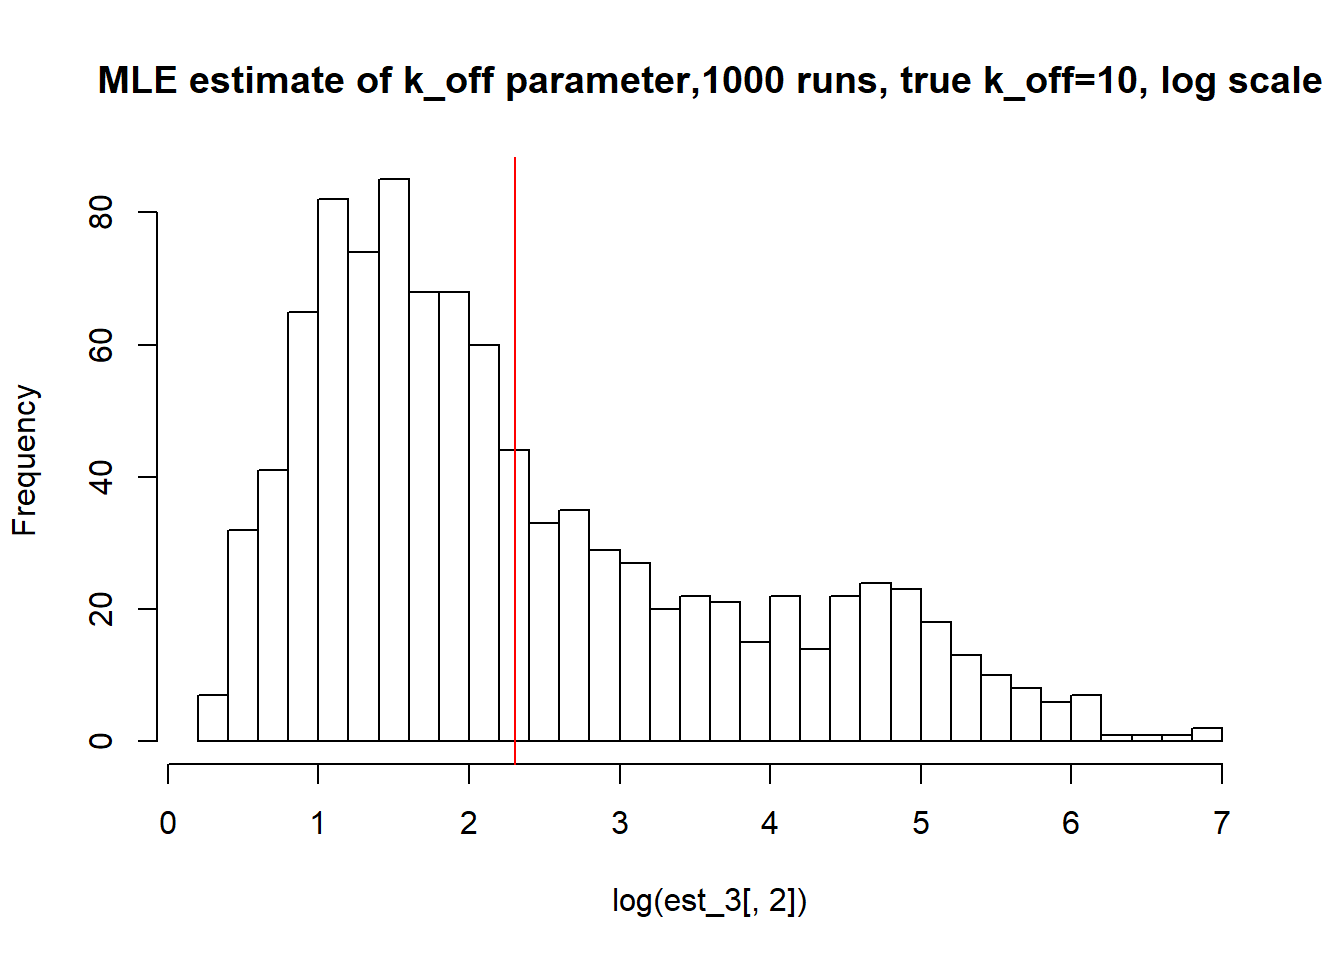 MLE estimate of k_off parameter,1000 runs, true k_off=10, log scale
Frequency
80
60
40
20
0
0 1 2 3 4 5 6 7
log(est_3[, 2])